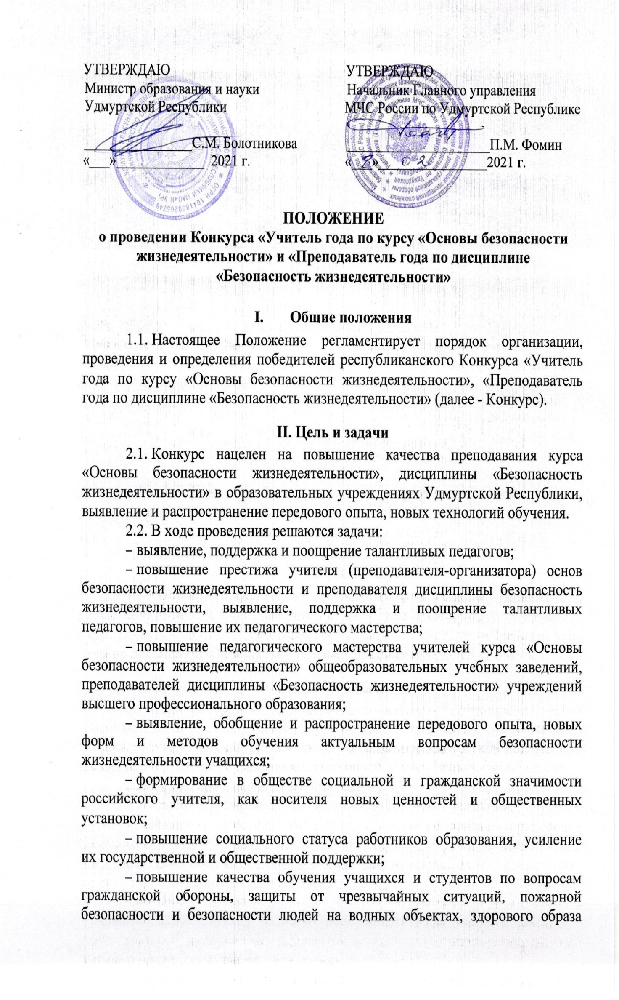 УТВЕРЖДАЮ
Министр образования и науки
Удмуртской Республики
С.М. Болотникова
«___»______________ 2021 г.
УТВЕРЖДАЮ
Начальник Главного управления
МЧС России по Удмуртской Республике
П.М. Фомин
« » 02 2021 г.
ОГРН 1041800265748
(МОиН УР)
ПОЛОЖЕНИЕ
о проведении Конкурса «Учитель года по курсу «Основы безопасности
жизнедеятельности» и «Преподаватель года по дисциплине
«Безопасность жизнедеятельности»
I. Общие положения
1.1. Настоящее Положение регламентирует порядок организации,
проведения и определения победителей республиканского Конкурса «Учитель
года по курсу «Основы безопасности жизнедеятельности», «Преподаватель
года по дисциплине «Безопасность жизнедеятельности» (далее - Конкурс).
II. Цель и задачи
2.1. Конкурс нацелен на повышение качества преподавания курса
«Основы безопасности жизнедеятельности», дисциплины «Безопасность
жизнедеятельности» в образовательных учреждениях Удмуртской Республики,
выявление и распространение передового опыта, новых технологий обучения.
2.2. В ходе проведения решаются задачи:
– выявление, поддержка и поощрение талантливых педагогов;
– повышение престижа учителя (преподавателя-организатора) основ
безопасности жизнедеятельности и преподавателя дисциплины безопасность
жизнедеятельности, выявление, поддержка и поощрение талантливых
педагогов, повышение их педагогического мастерства;
– повышение педагогического мастерства учителей курса «Основы
безопасности жизнедеятельности» общеобразовательных учебных заведений,
преподавателей дисциплины «Безопасность жизнедеятельности» учреждений
высшего профессионального образования;
– выявление, обобщение и распространение передового опыта, новых
форм и методов обучения актуальным вопросам безопасности
жизнедеятельности учащихся;
– формирование в обществе социальной и гражданской значимости
российского учителя, как носителя новых ценностей и общественных
установок;
– повышение социального статуса работников образования, усиление
их государственной и общественной поддержки;
– повышение качества обучения учащихся и студентов по вопросам
гражданской обороны, защиты от чрезвычайных ситуаций, пожарной
безопасности и безопасности людей на водных объектах, здорового образа